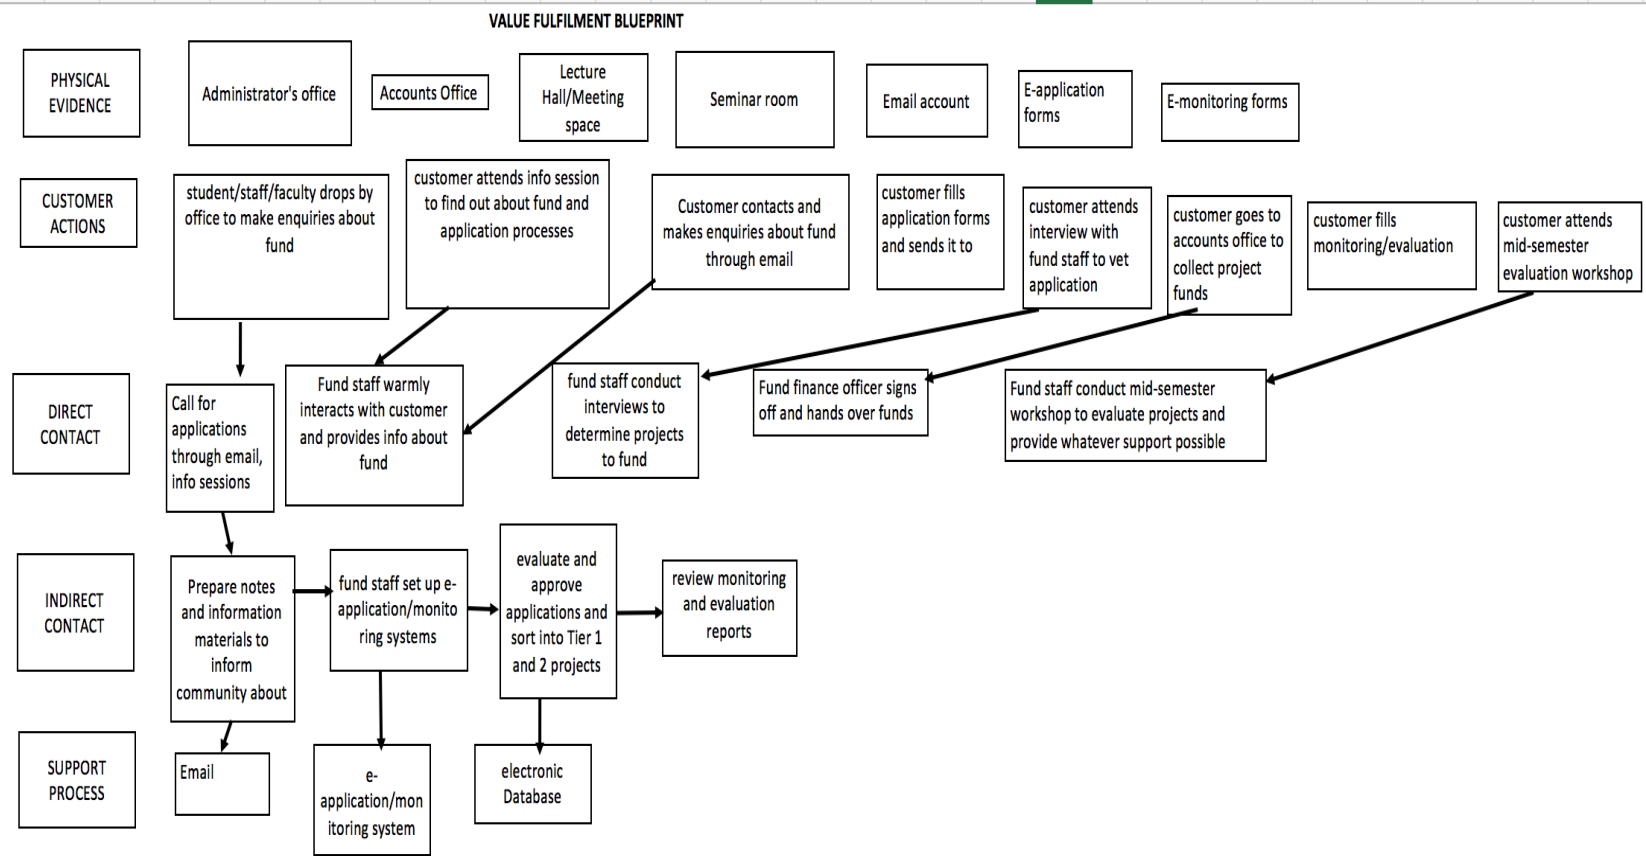 VALUE FULFILMENT BLUEPRINT
PHYSICAL
EVIDENCE
Administrator's office
Accounts Office
Lecture
Hall/Meeting
space
Seminar room
Email account
E-application
forms
E-monitoring forms
CUSTOMER
ACTIONS
student/staff/faculty drops by
office to make enquiries about
fund
customer attends info session
to find out about fund and
application processes
Customer contacts and
makes enquiries about fund
through email
customer fills
application forms
and sends it to
customer attends
interview with
fund staff to vet
application
customer goes to
accounts office to
collect project
funds
customer fills
monitoring/evaluation
customer attends
mid-semester
evaluation workshop
DIRECT
CONTACT
Call for
applications
through email,
info sessions
Fund staff warmly
interacts with customer
and provides info about
fund
fund staff conduct
interviews to
determine projects
to fund
Fund finance officer signs
off and hands over funds
Fund staff conduct mid-semester
workshop to evaluate projects and
provide whatever support possible
INDIRECT
CONTACT
Prepare notes
and information
materials to
inform
community about
fund staff set up e-
application/monito
ring systems
evaluate and
approve
applications and
sort into Tier 1
and 2 projects
review monitoring
and evaluation
reports
SUPPORT
PROCESS
Email
e-
application/mon
itoring system
electronic
Database